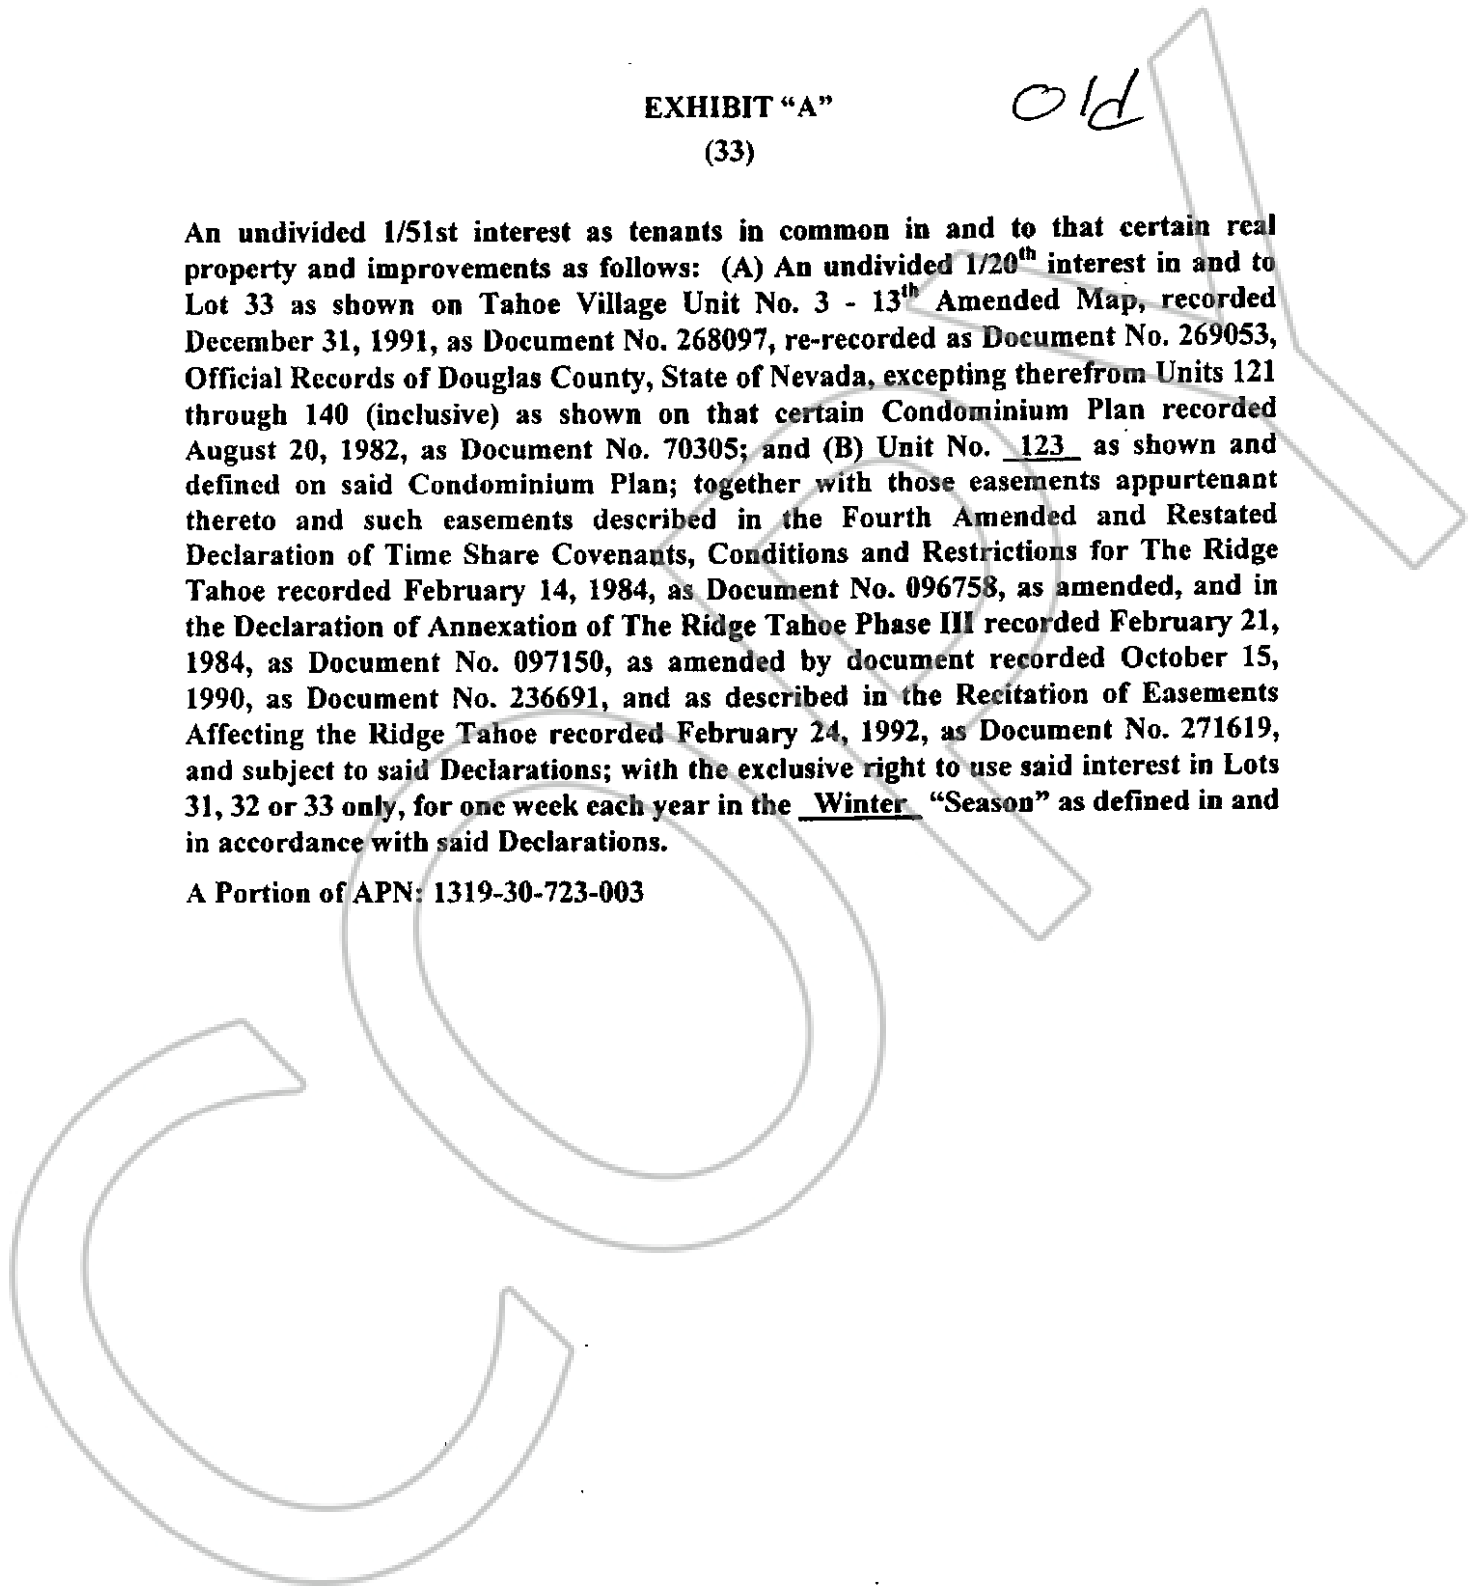 EXHIBIT “A”
Old
(33)
An undivided 1/51st interest as tenants in common in and to that certain real
property and improvements as follows: (A) An undivided 1/20th interest in and to
Lot 33 as shown on Tahoe Village Unit No. 3 - 13th Amended Map, recorded
December 31, 1991, as Document No. 268097, re-recorded as Document No. 269053,
Official Records of Douglas County, State of Nevada, excepting therefrom Units 121
through 140 (inclusive) as shown on that certain Condominium Plan recorded
August 20, 1982, as Document No. 70305; and (B) Unit No. 123 as shown and
defined on said Condominium Plan; together with those easements appurtenant
thereto and such easements described in the Fourth Amended and Restated
Declaration of Time Share Covenants, Conditions and Restrictions for The Ridge
Tahoe recorded February 14, 1984, as Document No. 096758, as amended, and in
the Declaration of Annexation of The Ridge Tahoe Phase III recorded February 21,
1984, as Document No. 097150, as amended by document recorded October 15,
1990, as Document No. 236691, and as described in the Recitation of Easements
Affecting the Ridge Tahoe recorded February 24, 1992, as Document No. 271619,
and subject to said Declarations; with the exclusive right to use said interest in Lots
31, 32 or 33 only, for one week each year in the Winter “Season” as defined in and
in accordance with said Declarations.
A Portion of APN: 1319-30-723-003
COPY